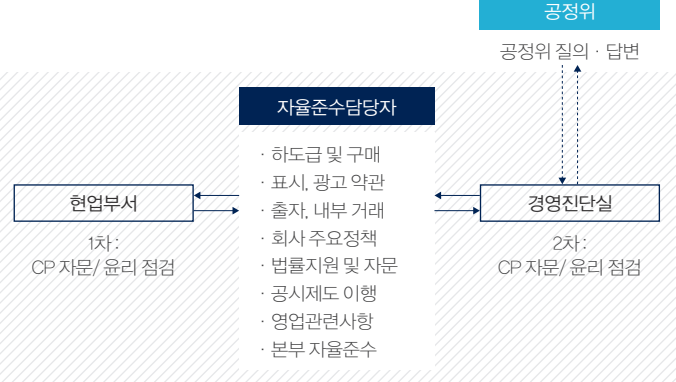 공정위
공정위 질의 · 답변
자율준수담당자
· 하도급 및 구매
· 표시, 광고 약관
· 출자, 내부 거래
· 회사 주요정책
· 법률지원 및 자문
· 공시제도 이행
· 영업관련사항
· 본부 자율준수
현업부서
1차 :
CP 자문/ 윤리 점검
경영진단실
2차 :
CP 자문/ 윤리 점검